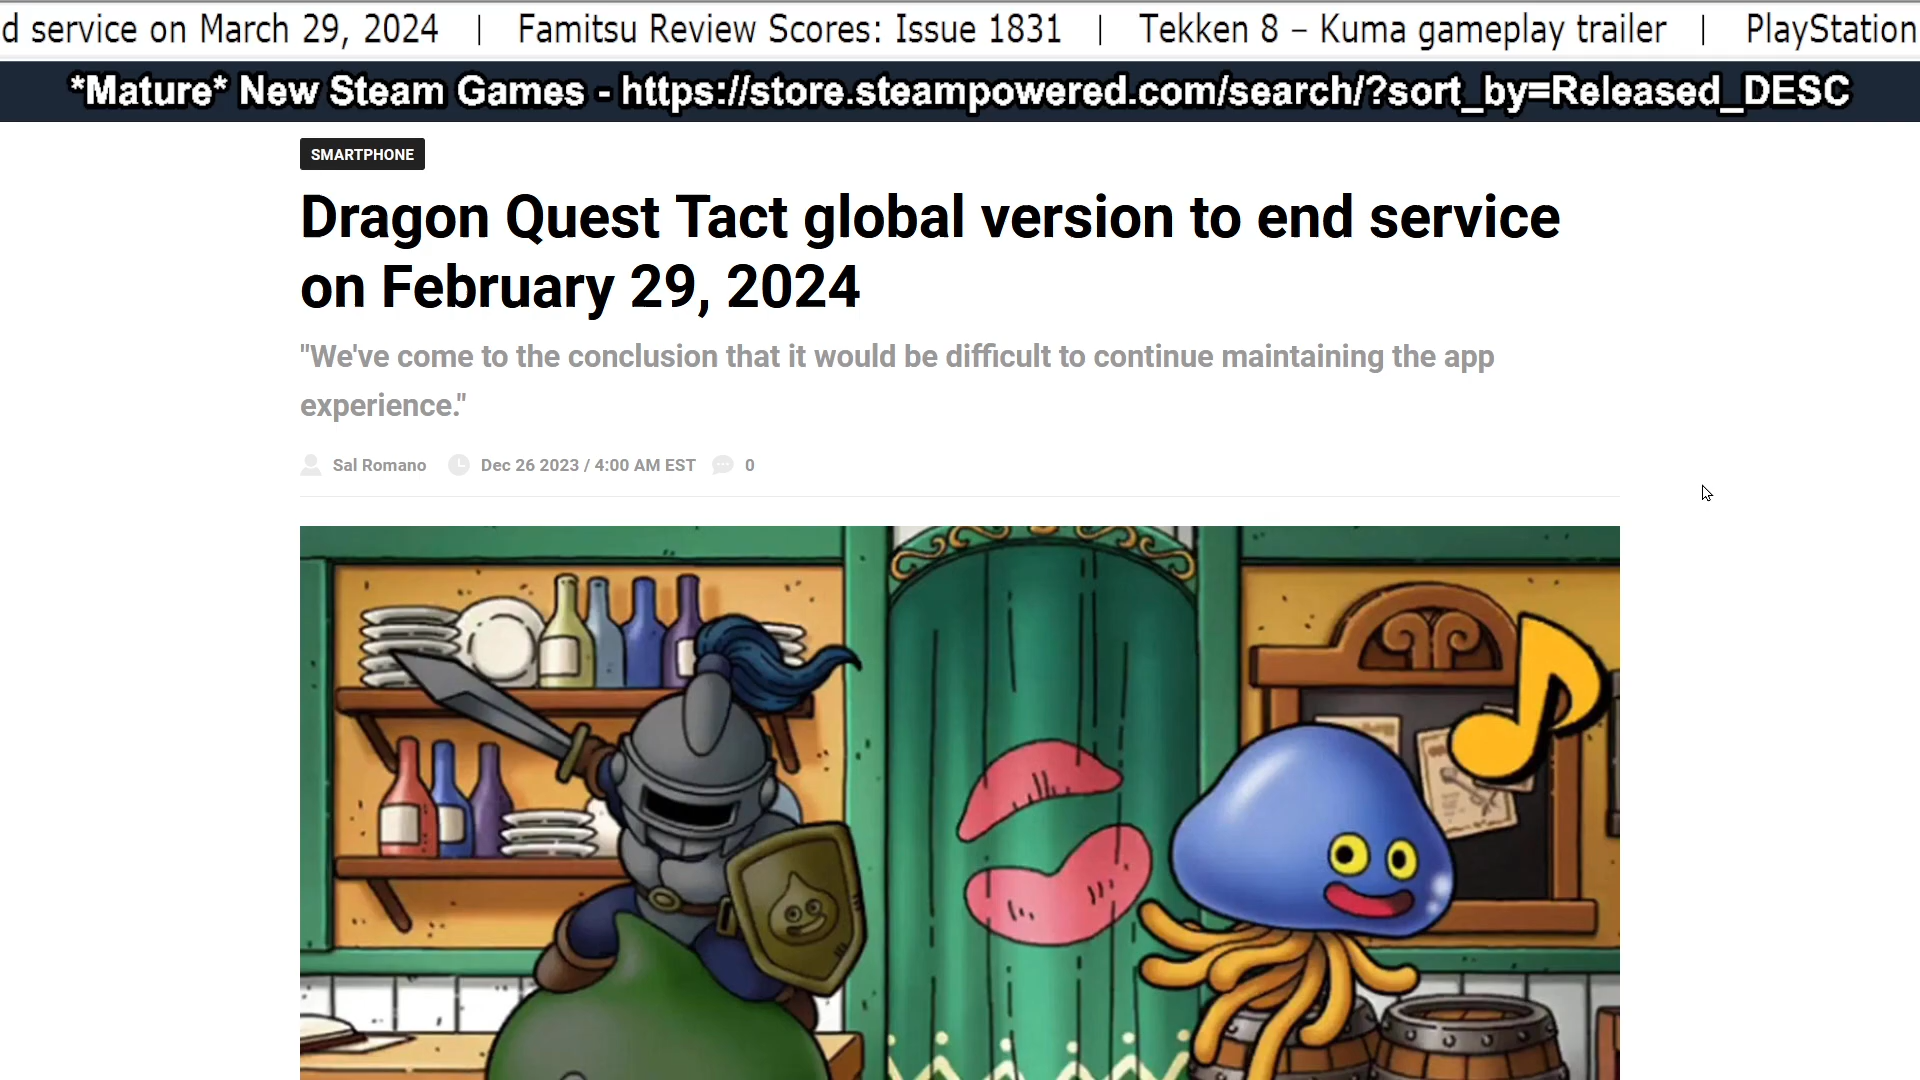 d service on March 29, 2024 | Famitsu Review Scores: Issue 1831 | Tekken 8 – Kuma gameplay trailer | PlayStation
*Mature* New Steam Games - https://store.steampowered.com/search/?sort_by=Released_DESC
SMARTPHONE
Dragon Quest Tact global version to end service
on February 29, 2024
"We've come to the conclusion that it would be difficult to continue maintaining the app
experience."
Sal Romano Dec 26 2023 / 4:00 AM EST 0